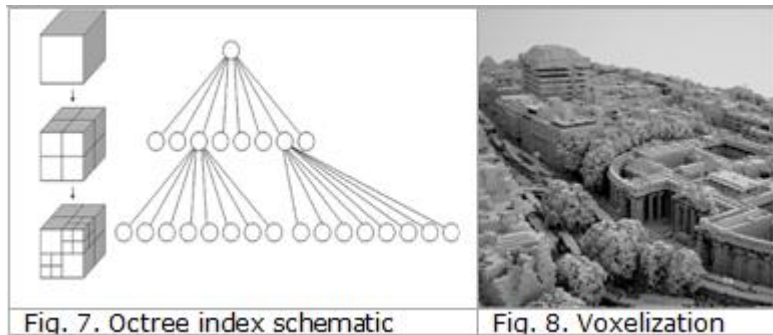 Fig. 7. Octree index schematic
Fig. 8. Voxelization